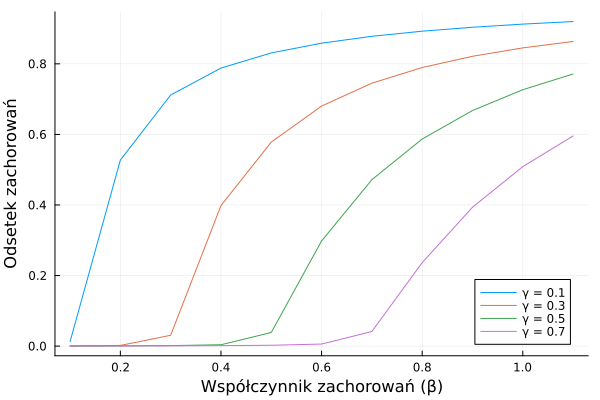 Odsetek zachorowań
0.8
0.6
0.4
0.2
0.0
γ = 0.1
γ = 0.3
γ = 0.5
γ = 0.7
0.2 0.4 0.6 0.8 1.0
Współczynnik zachorowań (β)